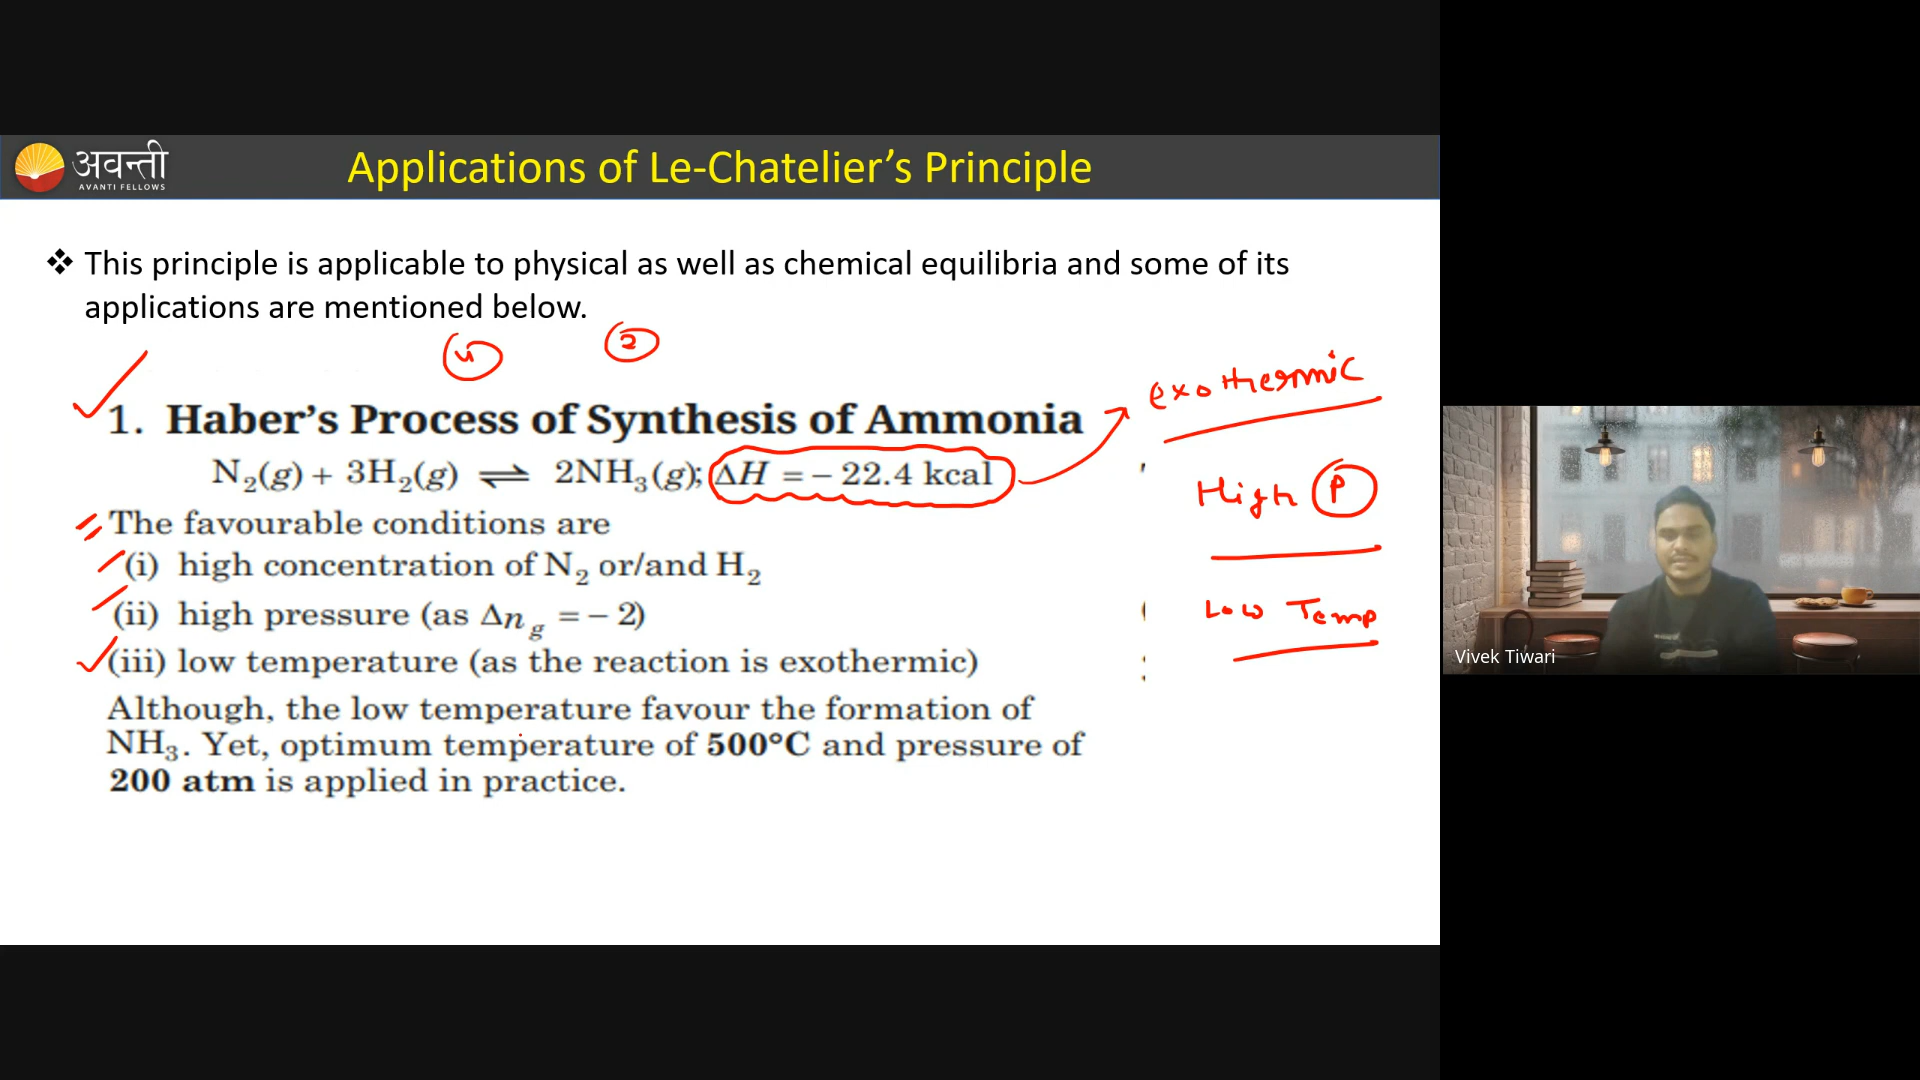 अवन्ती
AVANTI FELLOWS
Applications of Le-Chatelier’s Principle
❖ This principle is applicable to physical as well as chemical equilibria and some of its
applications are mentioned below.
4 2
1. Haber’s Process of Synthesis of Ammonia
N₂(g) + 3H₂(g) ⇌ 2NH₃(g); ΔH = – 22.4 kcal
exothermic
The favourable conditions are
(i) high concentration of N₂ or/and H₂
(ii) high pressure (as Δn_g = – 2)
(iii) low temperature (as the reaction is exothermic)
Although, the low temperature favour the formation of
NH₃. Yet, optimum temperature of 500°C and pressure of
200 atm is applied in practice.
High P
Low Temp
Vivek Tiwari